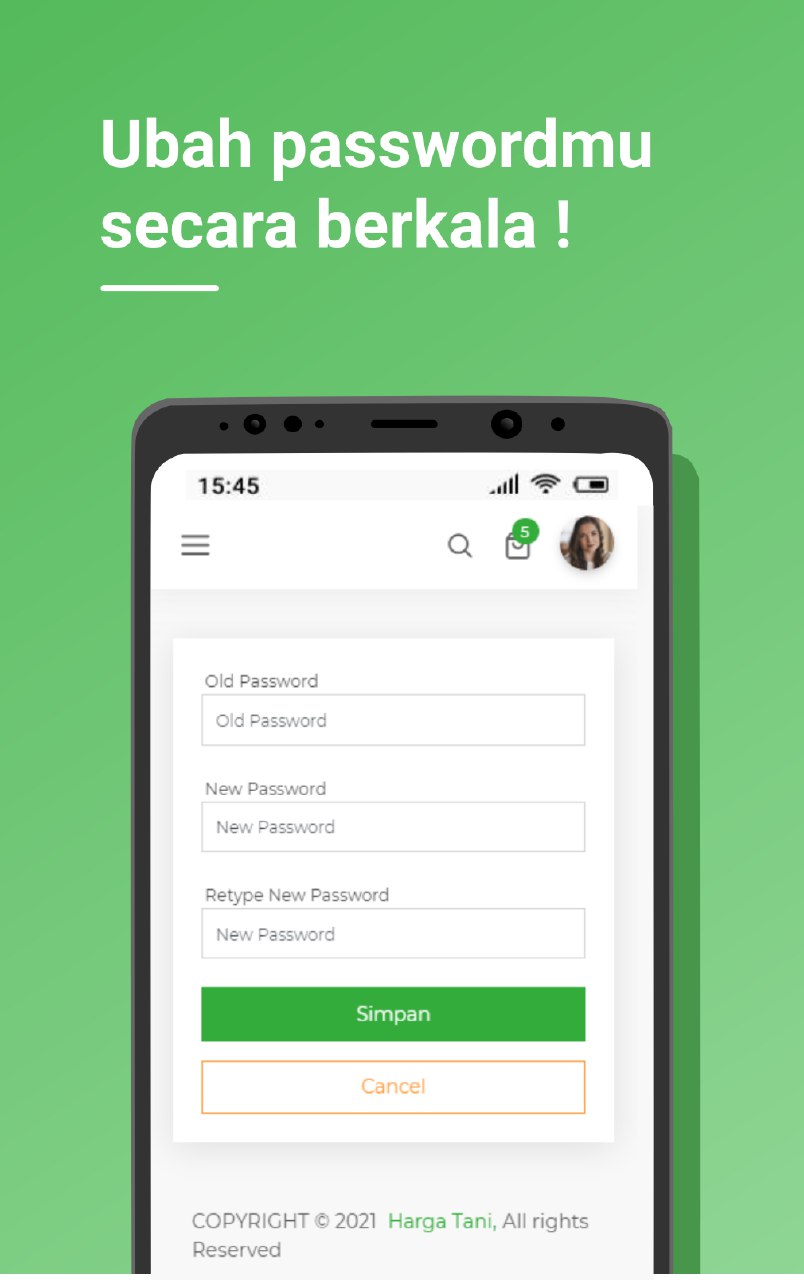 Ubah passwordmu
secara berkala !
15:45
5
Old Password
Old Password
New Password
New Password
Retype New Password
New Password
Simpan
Cancel
COPYRIGHT © 2021 Harga Tani, All rights
Reserved